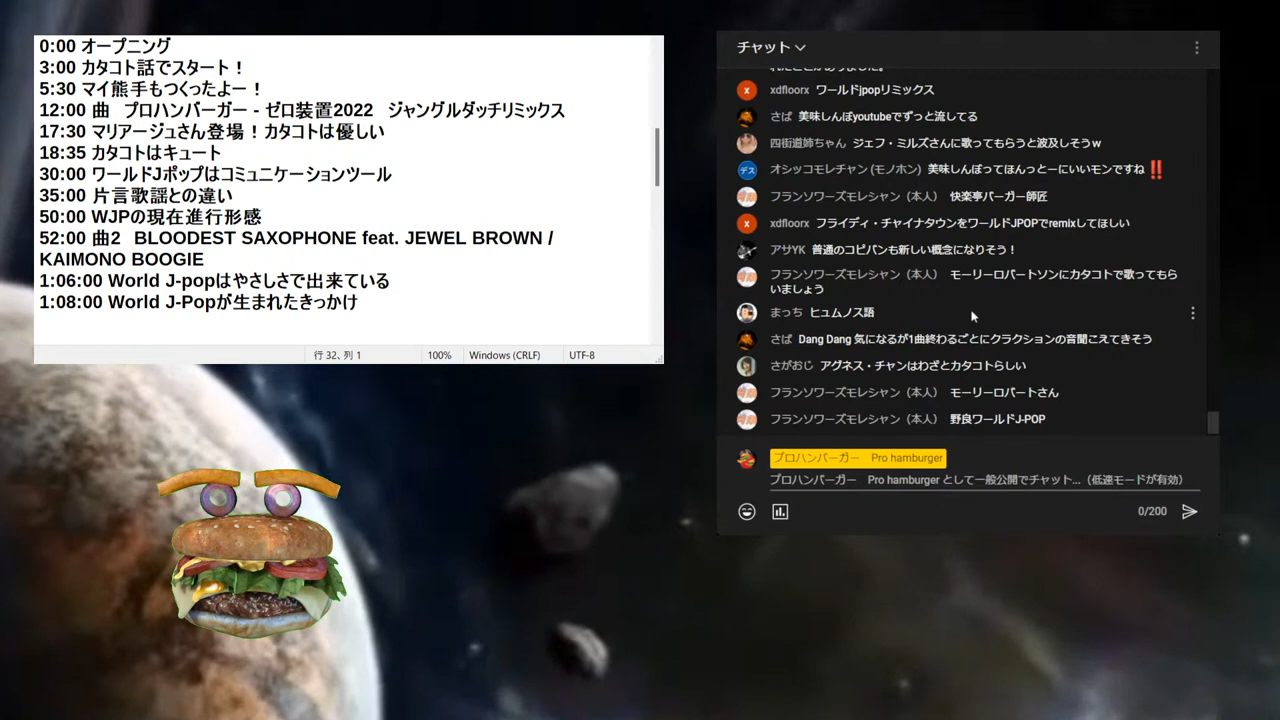 0:00 オープニング
3:00 カタコト話でスタート！
5:30 マイ熊手もつくったよー！
12:00 曲　プロハンバーガー - ゼロ装置2022　ジャングルダッチリミックス
17:30 マリアージュさん登場！カタコトは優しい
18:35 カタコトはキュート
30:00 ワールドJポップはコミュニケーションツール
35:00 片言歌謡との違い
50:00 WJPの現在進行形感
52:00 曲2　BLOODEST SAXOPHONE feat. JEWEL BROWN /
KAIMONO BOOGIE
1:06:00 World J-popはやさしさで出来ている
1:08:00 World J-Popが生まれたきっかけ
行 32、列 1
100%
Windows (CRLF)
UTF-8
チャット
xdfloorx ワールドjpopリミックス
さば 美味しんぼyoutubeでずっと流してる
四街道姉ちゃん ジェフ・ミルズさんに歌ってもらうと波及しそうw
デス オシッコモレチャン (モノホン) 美味しんぼってほんっとーにいいモンですね‼
フランソワーズモレシャン（本人） 快楽亭バーガー師匠
xdfloorx フライディ・チャイナタウンをワールドJPOPでremixしてほしい
アサYK 普通のコピバンも新しい概念になりそう！
フランソワーズモレシャン（本人） モーリーロバートソンにカタコトで歌ってもら
いましょう
まっち ヒュムノス語
さば Dang Dang 気になるが1曲終わるごとにクラクションの音聞こえてきそう
さがおじ アグネス・チャンはわざとカタコトらしい
フランソワーズモレシャン（本人） モーリーロバートさん
フランソワーズモレシャン（本人） 野良ワールドJ-POP
プロハンバーガー　Pro hamburger
プロハンバーガー　Pro hamburger として一般公開でチャット...（低速モードが有効）
0/200